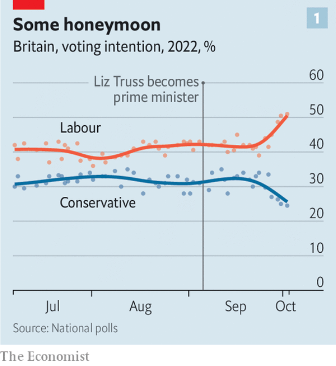 Some honeymoon
1
Britain, voting intention, 2022, %
60
Liz Truss becomes
prime minister
50
Labour
40
30
Conservative
20
10
0
Jul
Aug
Sep
Oct
Source: National polls
The Economist